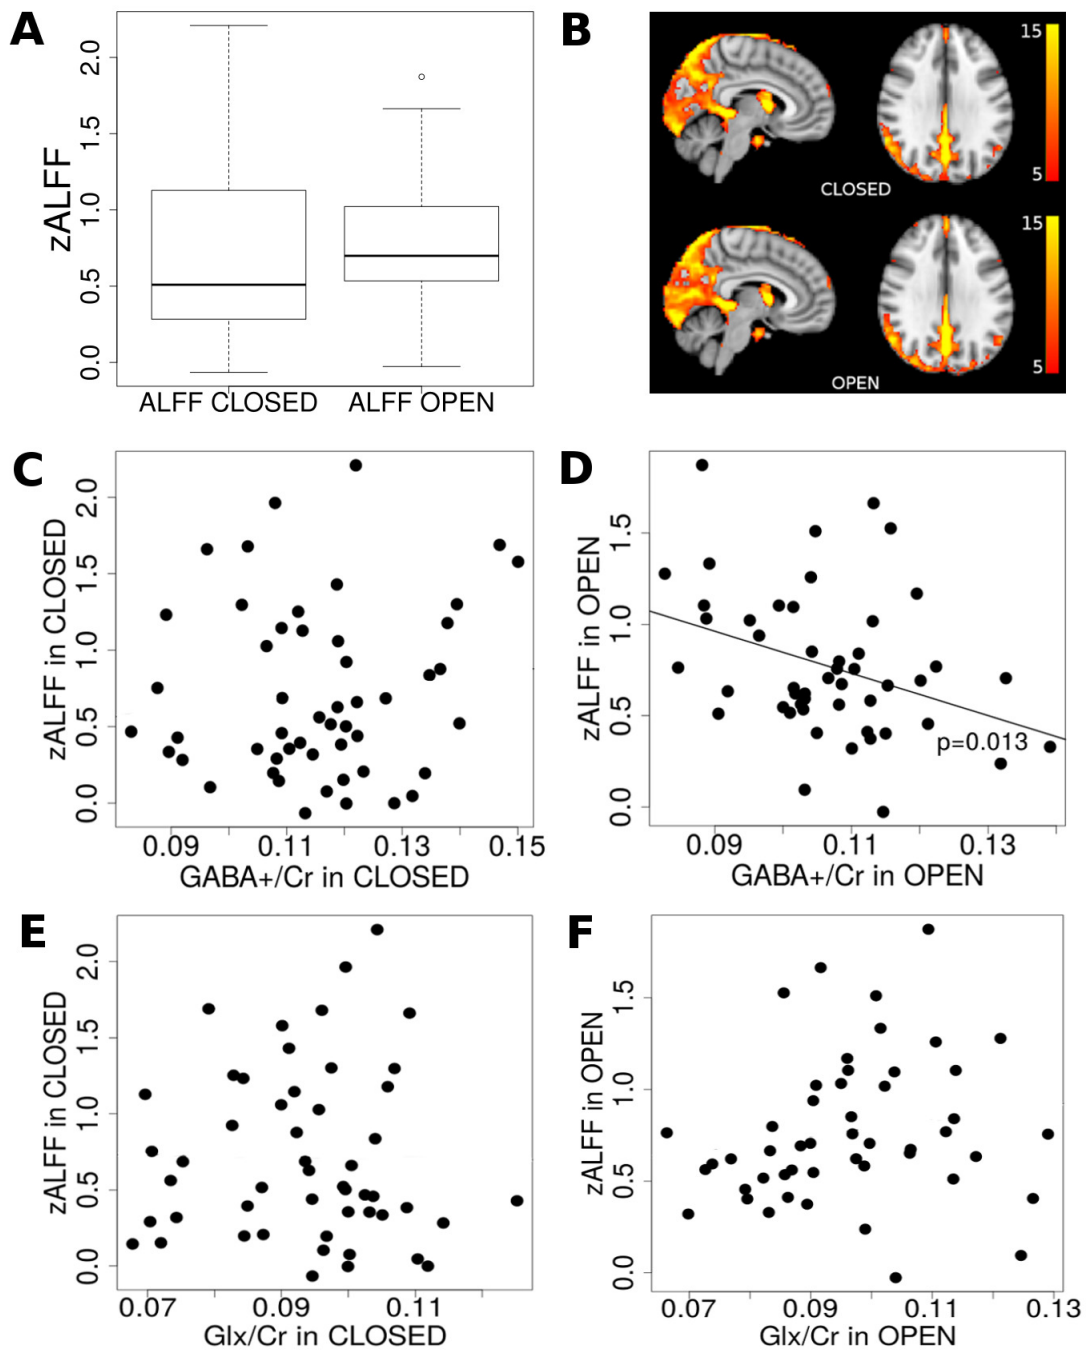 A
zALFF
2.0
1.5
1.0
0.5
0.0
ALFF CLOSED
ALFF OPEN
B
15
5
CLOSED
15
5
OPEN
C
zALFF in CLOSED
2.0
1.5
1.0
0.5
0.0
0.09
0.11
0.13
0.15
GABA+/Cr in CLOSED
D
zALFF in OPEN
1.5
1.0
0.5
0.0
p=0.013
0.09
0.11
0.13
GABA+/Cr in OPEN
E
zALFF in CLOSED
2.0
1.5
1.0
0.5
0.0
0.07
0.09
0.11
Glx/Cr in CLOSED
F
zALFF in OPEN
1.5
1.0
0.5
0.0
0.07
0.09
0.11
0.13
Glx/Cr in OPEN